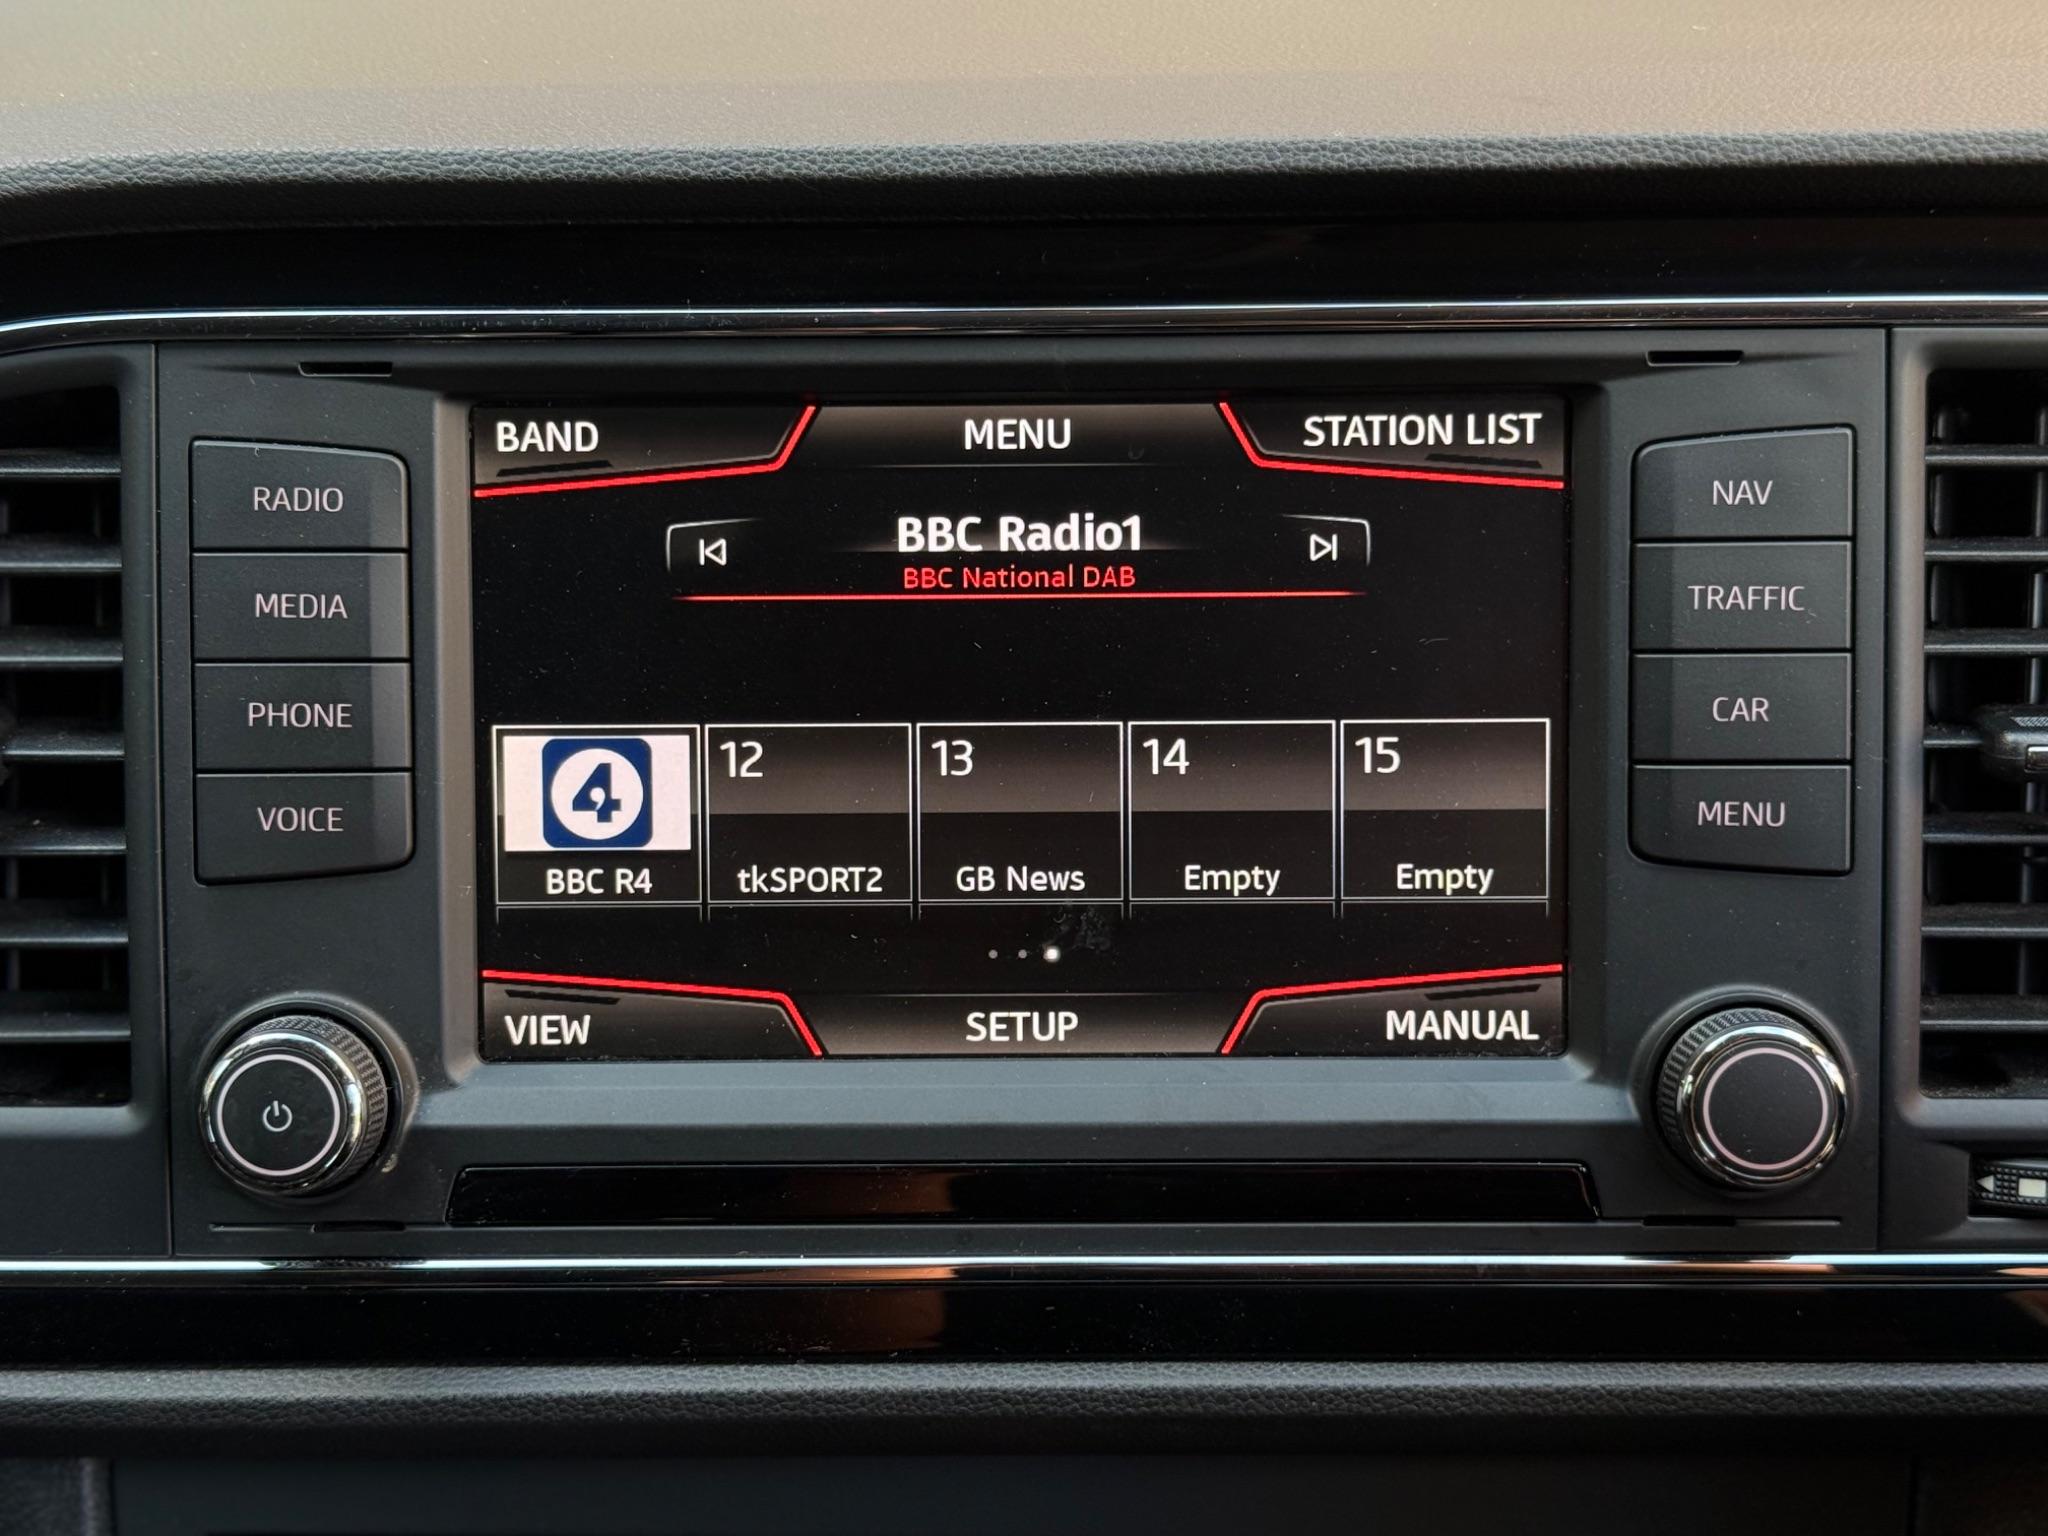 BAND
MENU
STATION LIST
RADIO
MEDIA
PHONE
VOICE
BBC Radio1
BBC National DAB
4
BBC R4
12
tkSPORT2
13
GB News
14
Empty
15
Empty
VIEW
SETUP
MANUAL
NAV
TRAFFIC
CAR
MENU